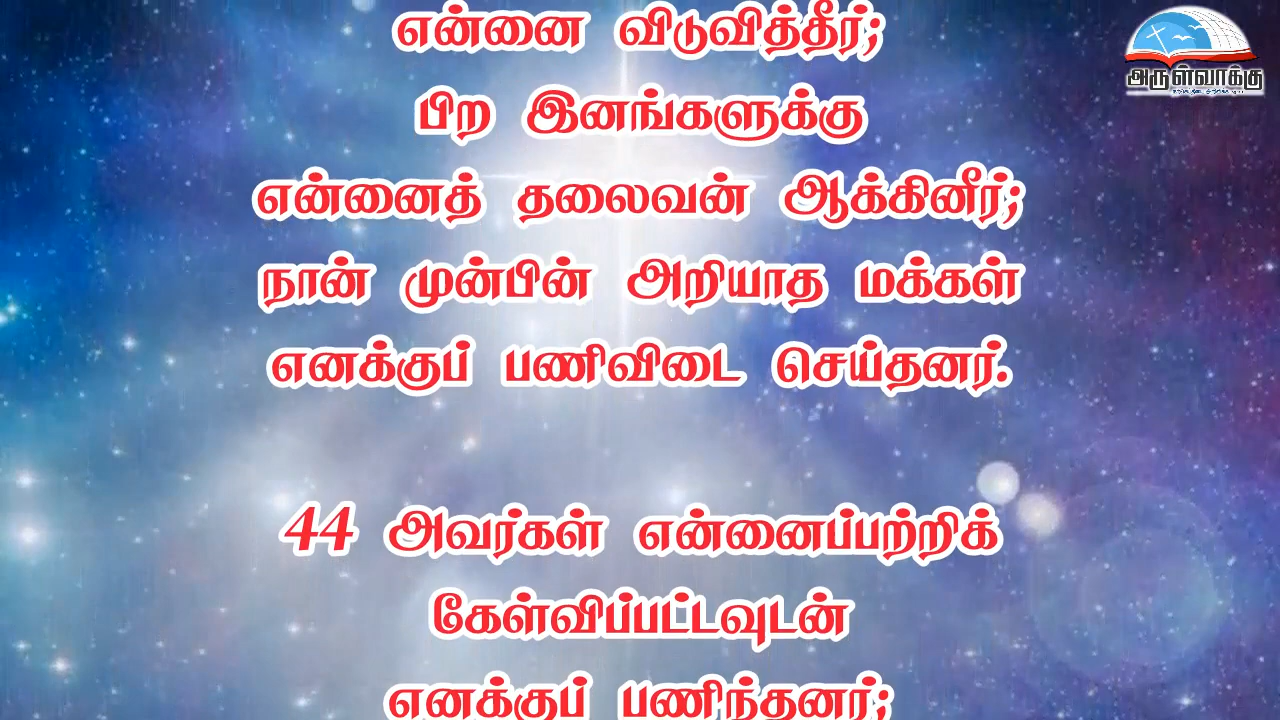 என்னை விடுவித்தீர்;
பிற இனங்களுக்கு
என்னைத் தலைவன் ஆக்கினீர்;
நான் முன்பின் அறியாத மக்கள்
எனக்குப் பணிவிடை செய்தனர்.
44 அவர்கள் என்னைப்பற்றிக்
கேள்விப்பட்டவுடன்
எனக்குப் பணிந்தனர்;
அருள்வாக்கு